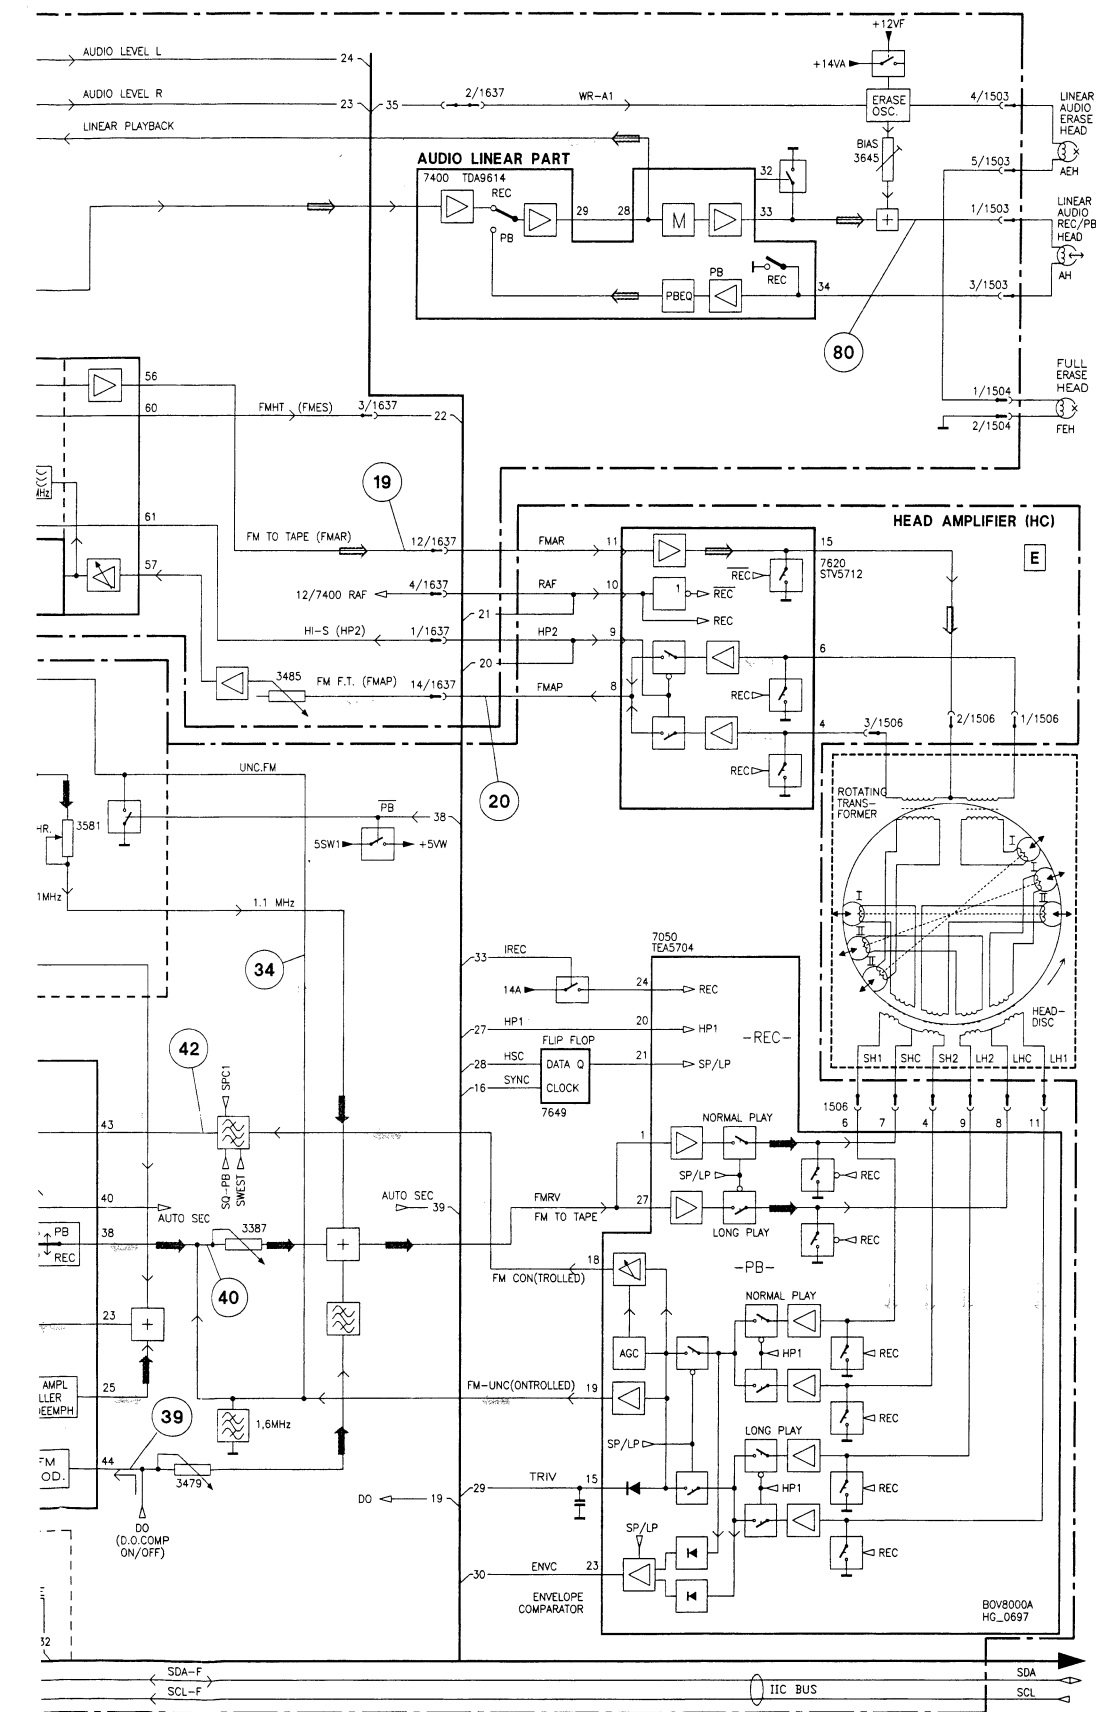 +12VF
AUDIO LEVEL L
24
+14VA
AUDIO LEVEL R
23
35
2/1637
WR-A1
ERASE
OSC.
4/1503
LINEAR
AUDIO
ERASE
HEAD
LINEAR PLAYBACK
BIAS
3645
AUDIO LINEAR PART
5/1503
AEH
7400 TDA9614
32
REC
PB
29
28
M
33
+
1/1503
LINEAR
AUDIO
REC/PB
HEAD
AH
PBEQ
PB
REC
34
3/1503
80
FULL
ERASE
HEAD
56
60
FMHT (FMES)
3/1637
22
1/1504
2/1504
FEH
MHz
19
HEAD AMPLIFIER (HC)
61
FM TO TAPE (FMAR)
12/1637
FMAR
11
15
7620
STV5712
E
57
12/7400 RAF
4/1637
RAF
10
1
REC
REC
REC
21
HI-S (HP2)
1/1637
HP2
9
20
6
3485
FM F.T. (FMAP)
14/1637
FMAP
8
REC
4
3/1506
2/1506
1/1506
UNC.FM
REC
20
ROTATING
TRANS-
FORMER
HR.
3581
PB
38
5SW1
+5VW
I
I
1MHz
1.1 MHz
I
II
II
II
34
33
IREC
7050
TEA5704
14A
24
REC
HEAD-
DISC
27
HP1
20
HP1
-REC-
42
FLIP FLOP
28
HSC
DATA Q
21
SP/LP
SH1
SHC
SH2
LH2
LHC
LH1
16
SYNC
CLOCK
7649
SPC1
1506
6
7
4
9
8
11
43
NORMAL PLAY
1
SQ-PB
SWEST
SP/LP
REC
40
AUTO SEC
AUTO SEC
39
FMRV
FM TO TAPE
27
LONG PLAY
REC
PB
REC
38
3387
+
18
FM CON(TROLLED)
-PB-
40
NORMAL PLAY
23
+
AGC
HP1
REC
AMPL
LLER
DEEMPH
25
FM-UNC(ONTROLLED)
19
39
1,6MHz
REC
LONG PLAY
SP/LP
FM
OD.
44
3479
TRIV
29
15
HP1
REC
DO
19
DO
(D.O.COMP
ON/OFF)
SP/LP
REC
30
ENVC
23
ENVELOPE
COMPARATOR
BOV8000A
HG_0697
32
SDA-F
SDA
SCL-F
IIC BUS
SCL